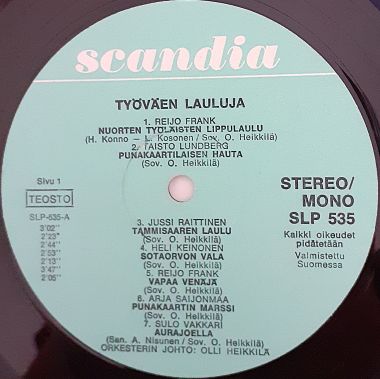 scandia
TYÖVÄEN LAULUJA
1. REIJO FRANK
NUORTEN TYÖLÄISTEN LIPPULAULU
(H. Konno – L. Kosonen / Sov. O. Heikkilä)
2. TAISTO LUNDBERG
PUNAKAARTILAISEN HAUTA
(Sov. O. Heikkilä)
Sivu 1
TEOSTO
SLP-535-A
3'02"
2'23"
2'44"
2'53"
2'13"
3'47"
2'05"
STEREO/
MONO
SLP 535
Kaikki oikeudet
pidätetään
Valmistettu
Suomessa
3. JUSSI RAITTINEN
TAMMISAAREN LAULU
(Sov. O. Heikkilä)
4. HELI KEINONEN
SOTAORVON VALA
(Sov. O. Heikkilä)
5. REIJO FRANK
VAPAA VENÄJÄ
(Sov. O. Heikkilä)
6. ARJA SAIJONMAA
PUNAKAARTIN MARSSI
(Sov. O. Heikkilä)
7. SULO VAKKARI
AURAJOELLA
(San. A. Nisunen / Sov. O. Heikkilä)
ORKESTERIN JOHTO: OLLI HEIKKILÄ